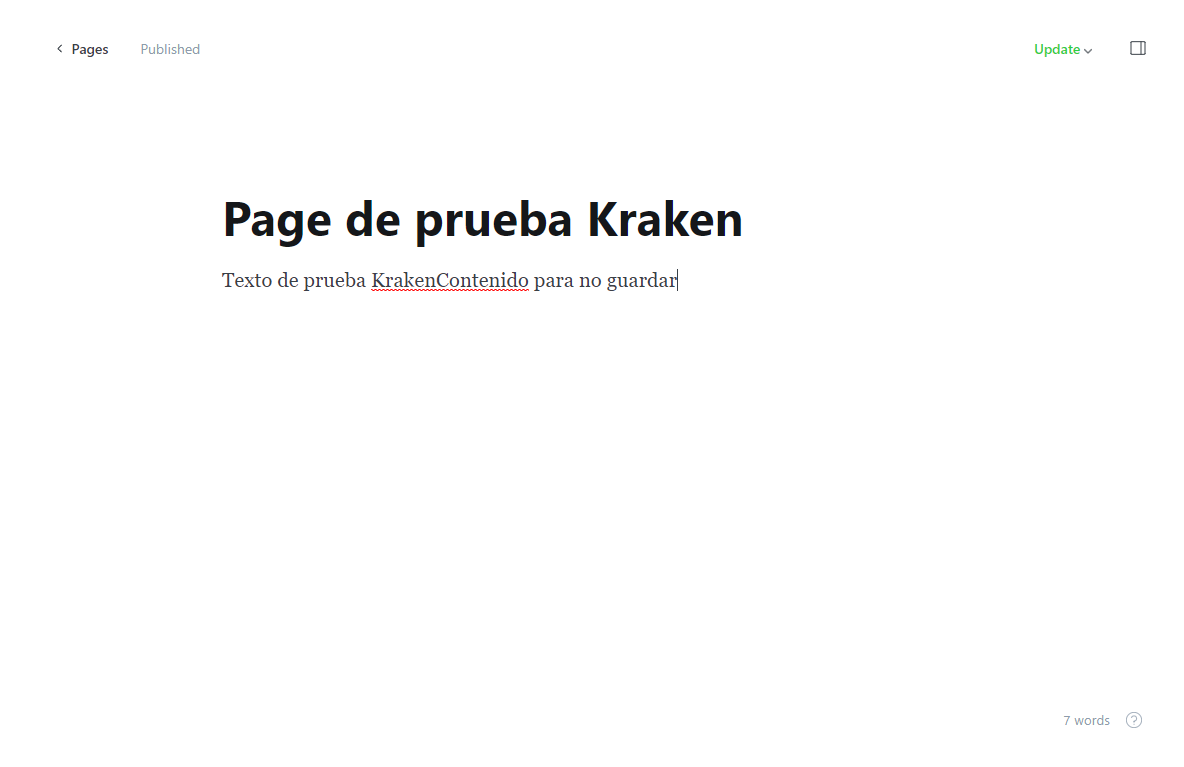 Pages Published Update
Page de prueba Kraken
Texto de prueba KrakenContenido para no guardar
7 words